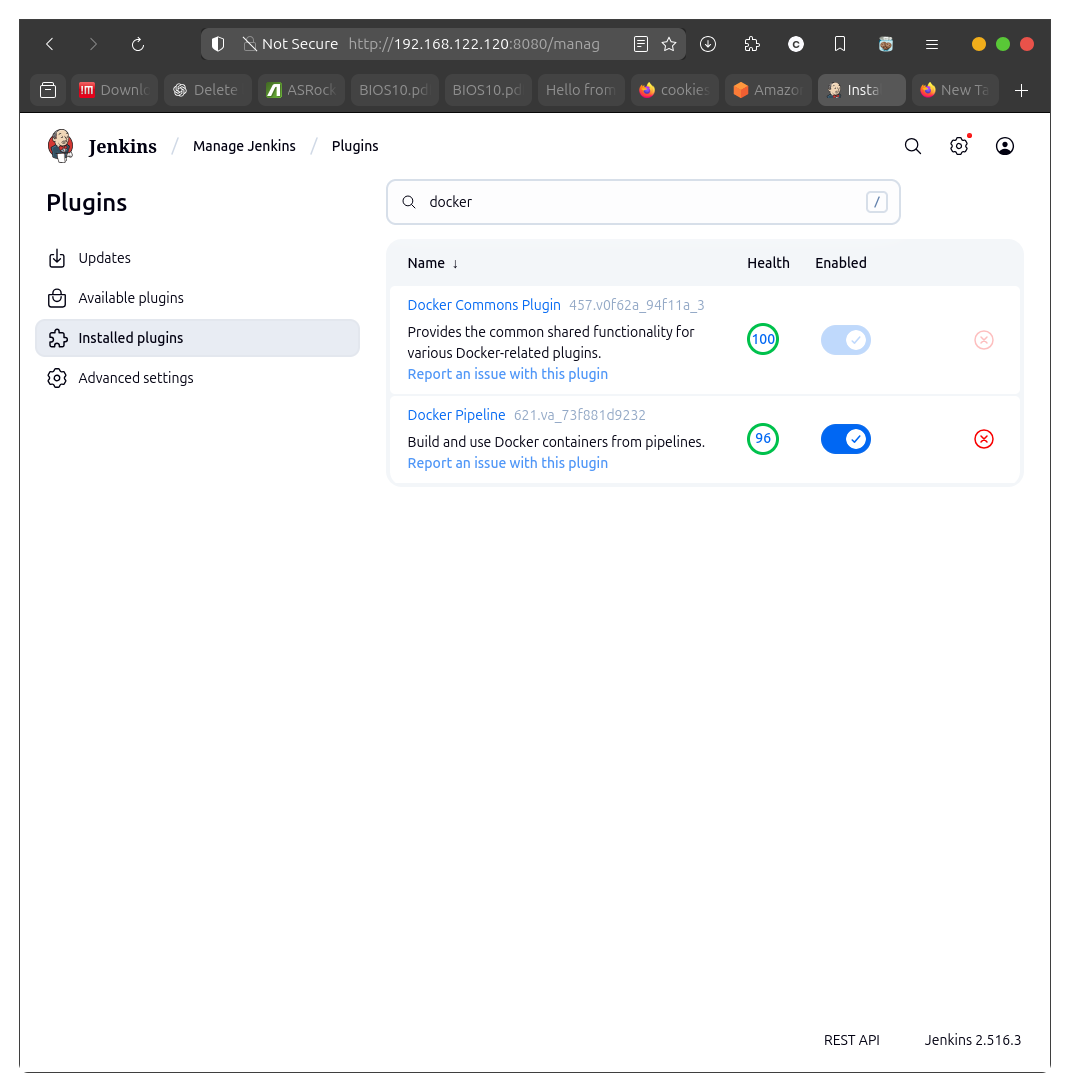 Not Secure http://192.168.122.120:8080/manag
Downlo
Delete
ASRock
BIOS10.pd
BIOS10.pd
Hello from
cookies
Amazon
Insta
New Ta
Jenkins / Manage Jenkins / Plugins
Plugins
docker
/
Updates
Available plugins
Installed plugins
Advanced settings
Name ↓ Health Enabled
Docker Commons Plugin 457.v0f62a_94f11a_3
Provides the common shared functionality for
various Docker-related plugins.
Report an issue with this plugin
100
Docker Pipeline 621.va_73f881d9232
Build and use Docker containers from pipelines.
Report an issue with this plugin
96
REST API Jenkins 2.516.3